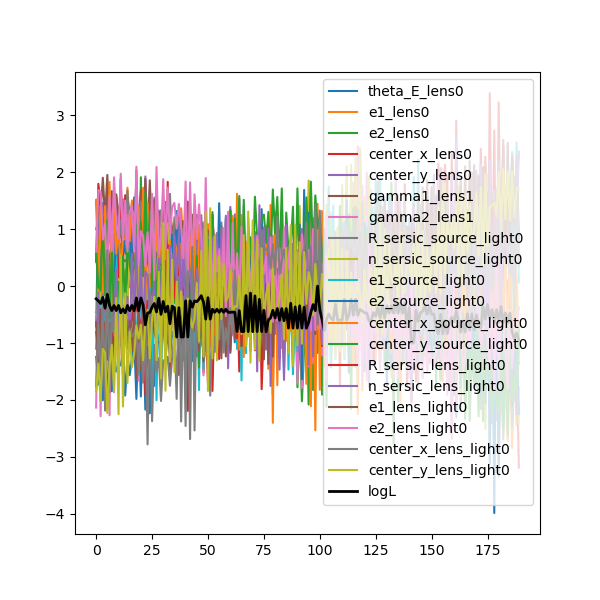 3
2
1
0
−1
−2
−3
−4
0
25
50
75
100
125
150
175
theta_E_lens0
e1_lens0
e2_lens0
center_x_lens0
center_y_lens0
gamma1_lens1
gamma2_lens1
R_sersic_source_light0
n_sersic_source_light0
e1_source_light0
e2_source_light0
center_x_source_light0
center_y_source_light0
R_sersic_lens_light0
n_sersic_lens_light0
e1_lens_light0
e2_lens_light0
center_x_lens_light0
center_y_lens_light0
logL